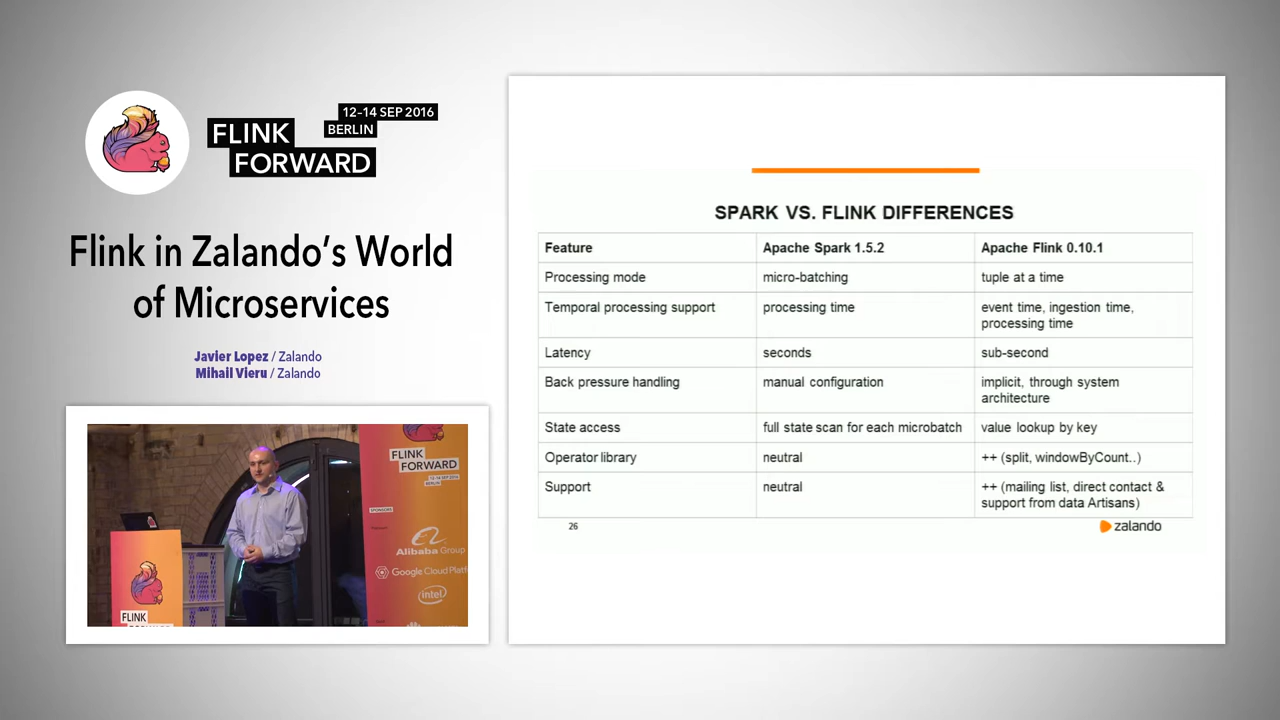 12–14 SEP 2016
BERLIN
FLINK
FORWARD
Flink in Zalando's World
of Microservices
Javier Lopez / Zalando
Mihail Vieru / Zalando
FLINK
FORWARD
12–14 SEP 2016
BERLIN
SPONSORS
Alibaba Group
Google Cloud Platf
intel
FLINK
SPARK VS. FLINK DIFFERENCES
Feature Apache Spark 1.5.2 Apache Flink 0.10.1
Processing mode micro-batching tuple at a time
Temporal processing support processing time event time, ingestion time,
processing time
Latency seconds sub-second
Back pressure handling manual configuration implicit, through system
architecture
State access full state scan for each microbatch value lookup by key
Operator library neutral ++ (split, windowByCount..)
Support neutral ++ (mailing list, direct contact &
support from data Artisans)
26
zalando